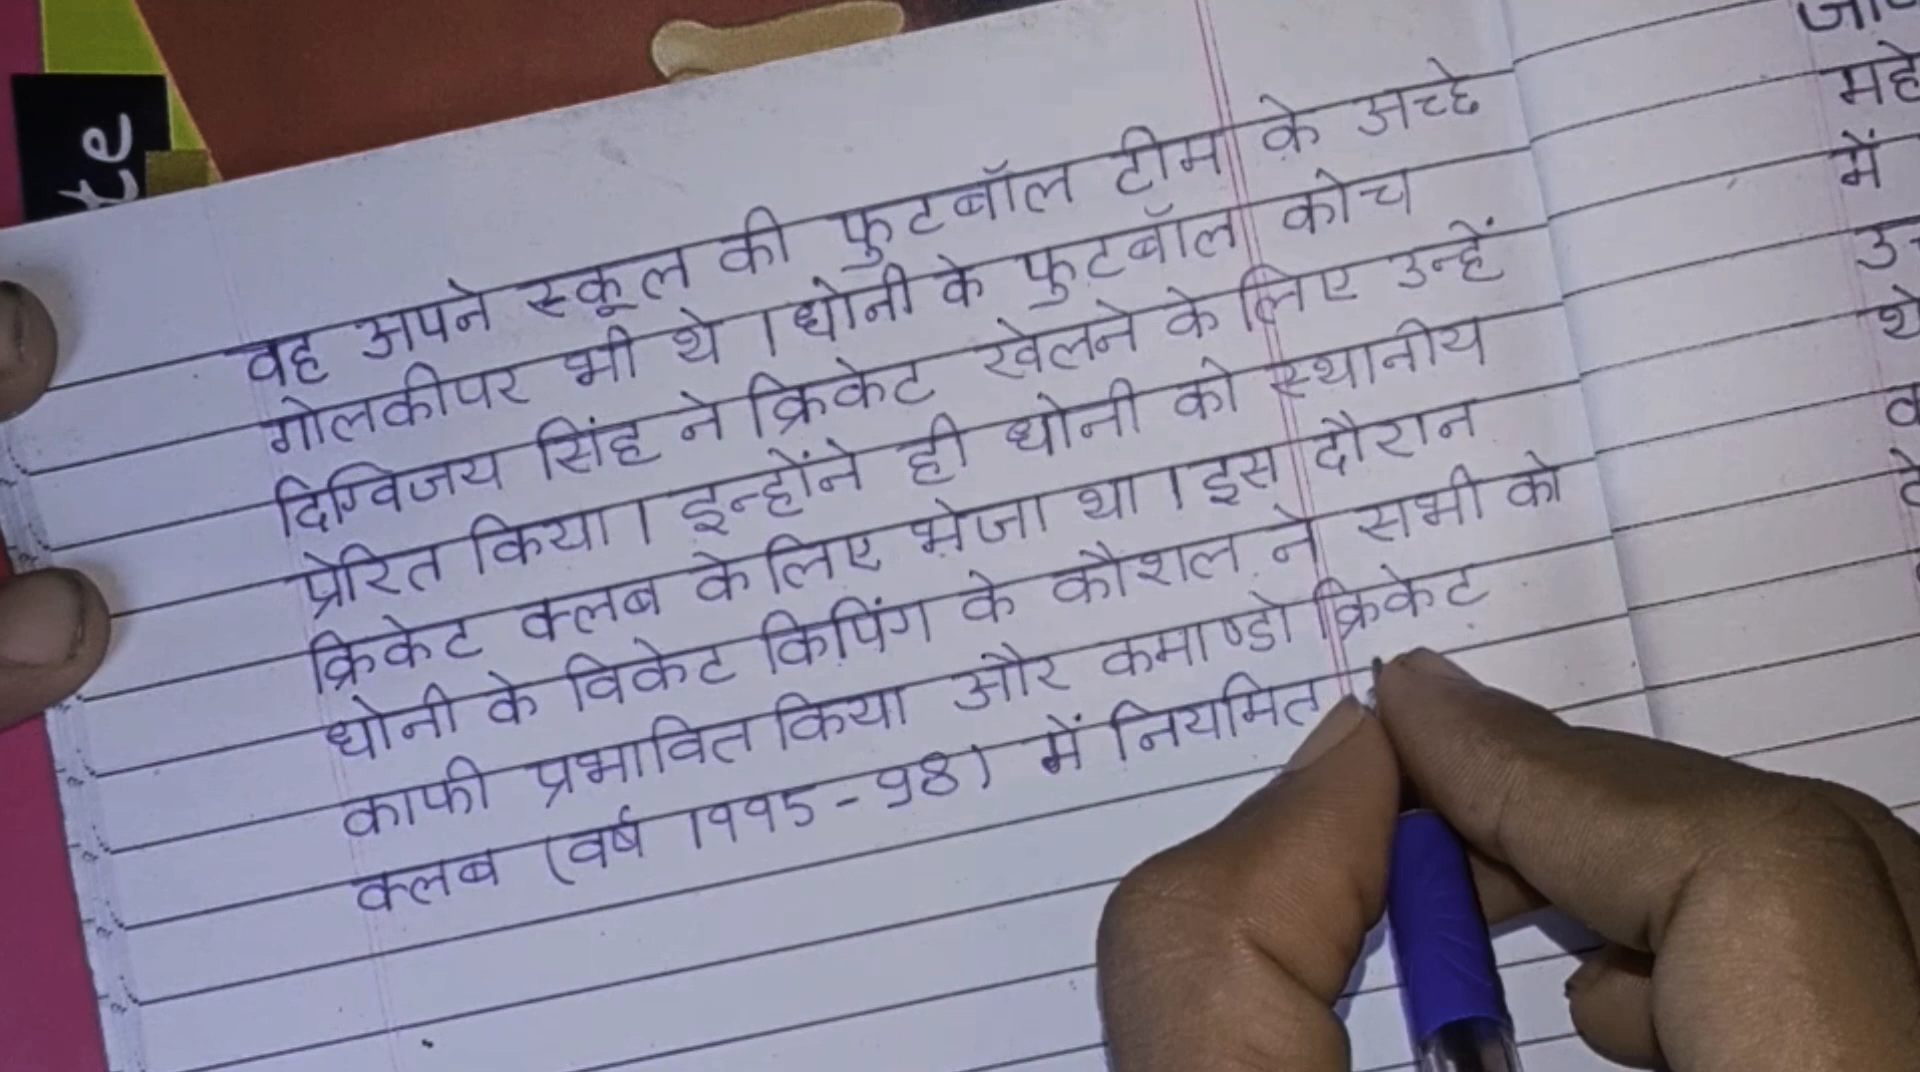 te
वह अपने स्कूल की फुटबॉल टीम के अच्छे
गोलकीपर भी थे । धोनी के फुटबॉल कोच
दिग्विजय सिंह ने क्रिकेट खेलने के लिए उन्हें
प्रेरित किया । इन्होंने ही धोनी को स्थानीय
क्रिकेट क्लब के लिए भेजा था । इस दौरान
धोनी के विकेट किपिंग के कौशल ने सभी को
काफी प्रभावित किया और कमाण्डो क्रिकेट
क्लब (वर्ष 1995-98) में नियमित
में
थे